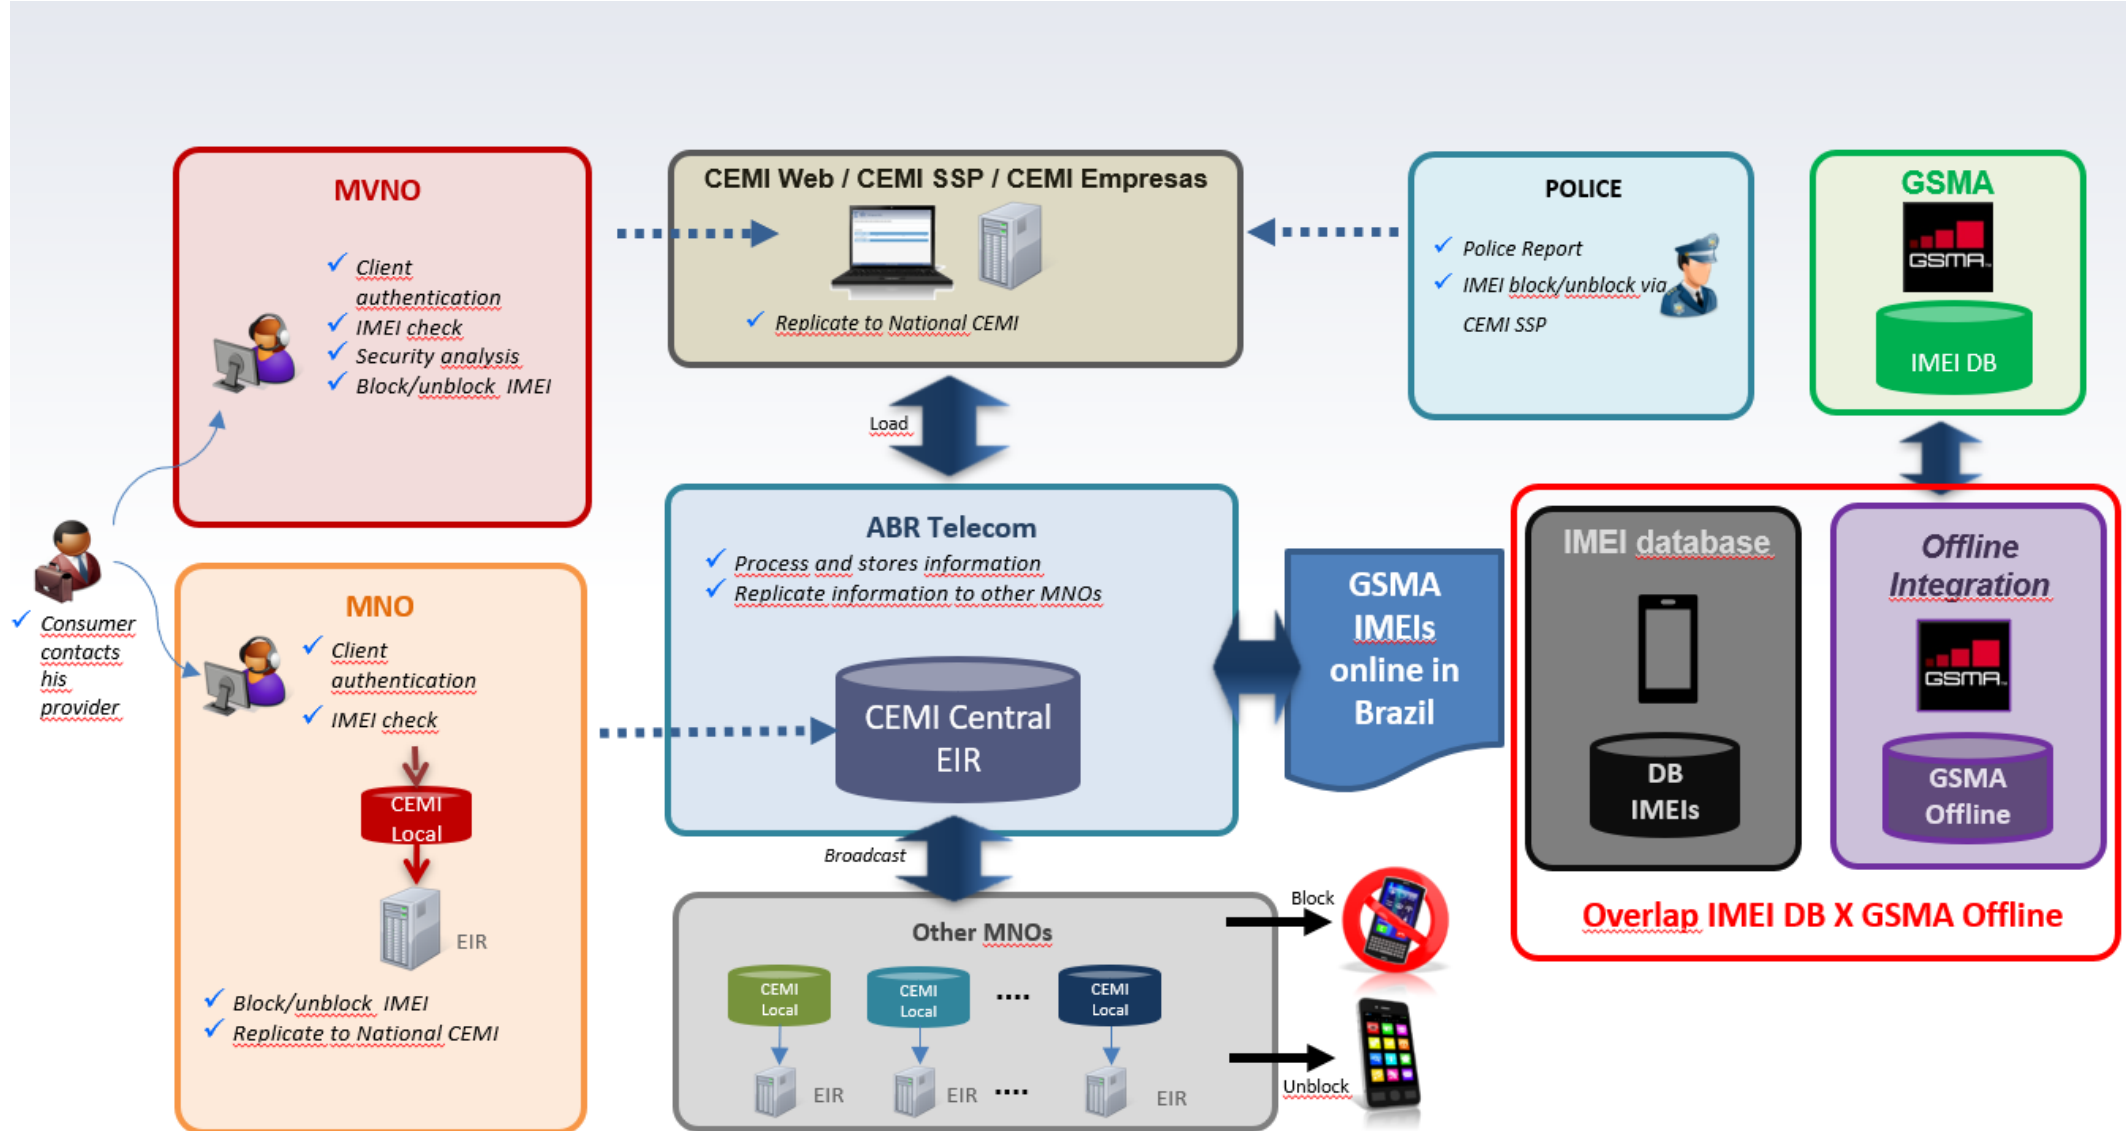 MVNO
Client
authentication
IMEI check
Security analysis
Block/unblock IMEI
CEMI Web / CEMI SSP / CEMI Empresas
Replicate to National CEMI
POLICE
Police Report
IMEI block/unblock via
CEMI SSP
GSMA
GSMA
IMEI DB
Load
Consumer
contacts
his
provider
MNO
Client
authentication
IMEI check
CEMI
Local
EIR
Block/unblock IMEI
Replicate to National CEMI
ABR Telecom
Process and stores information
Replicate information to other MNOs
CEMI Central
EIR
GSMA
IMEIs
online in
Brazil
IMEI database
DB
IMEIs
Offline
Integration
GSMA
GSMA
Offline
Overlap IMEI DB X GSMA Offline
Broadcast
Other MNOs
CEMI
Local
CEMI
Local
....
CEMI
Local
EIR
EIR
....
EIR
Block
Unblock